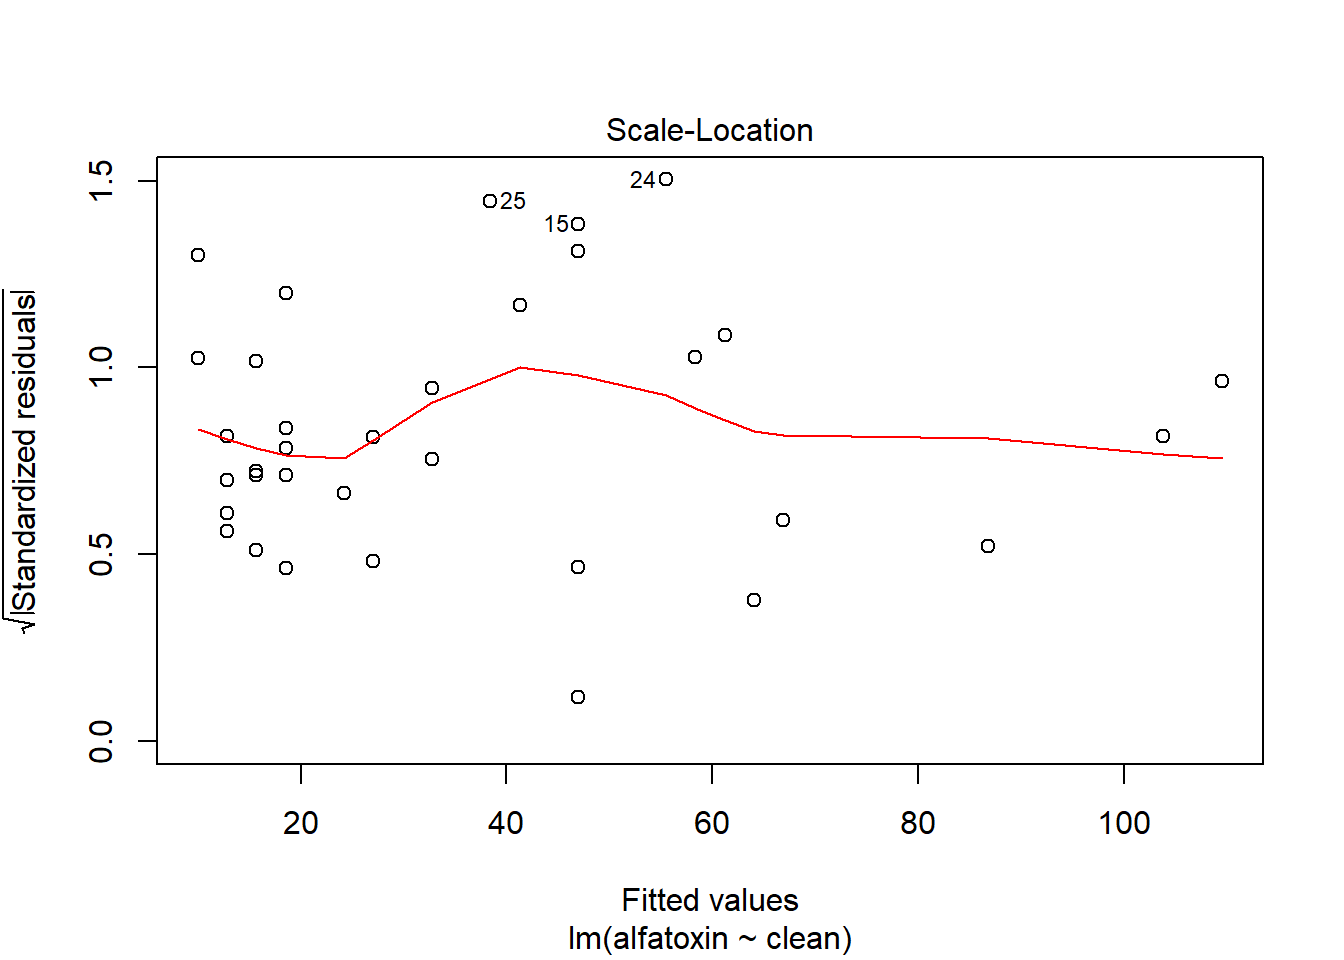 Scale-Location
√|Standardized residuals|
1.5
1.0
0.5
0.0
24
25
15
20 40 60 80 100
Fitted values
lm(alfatoxin ~ clean)